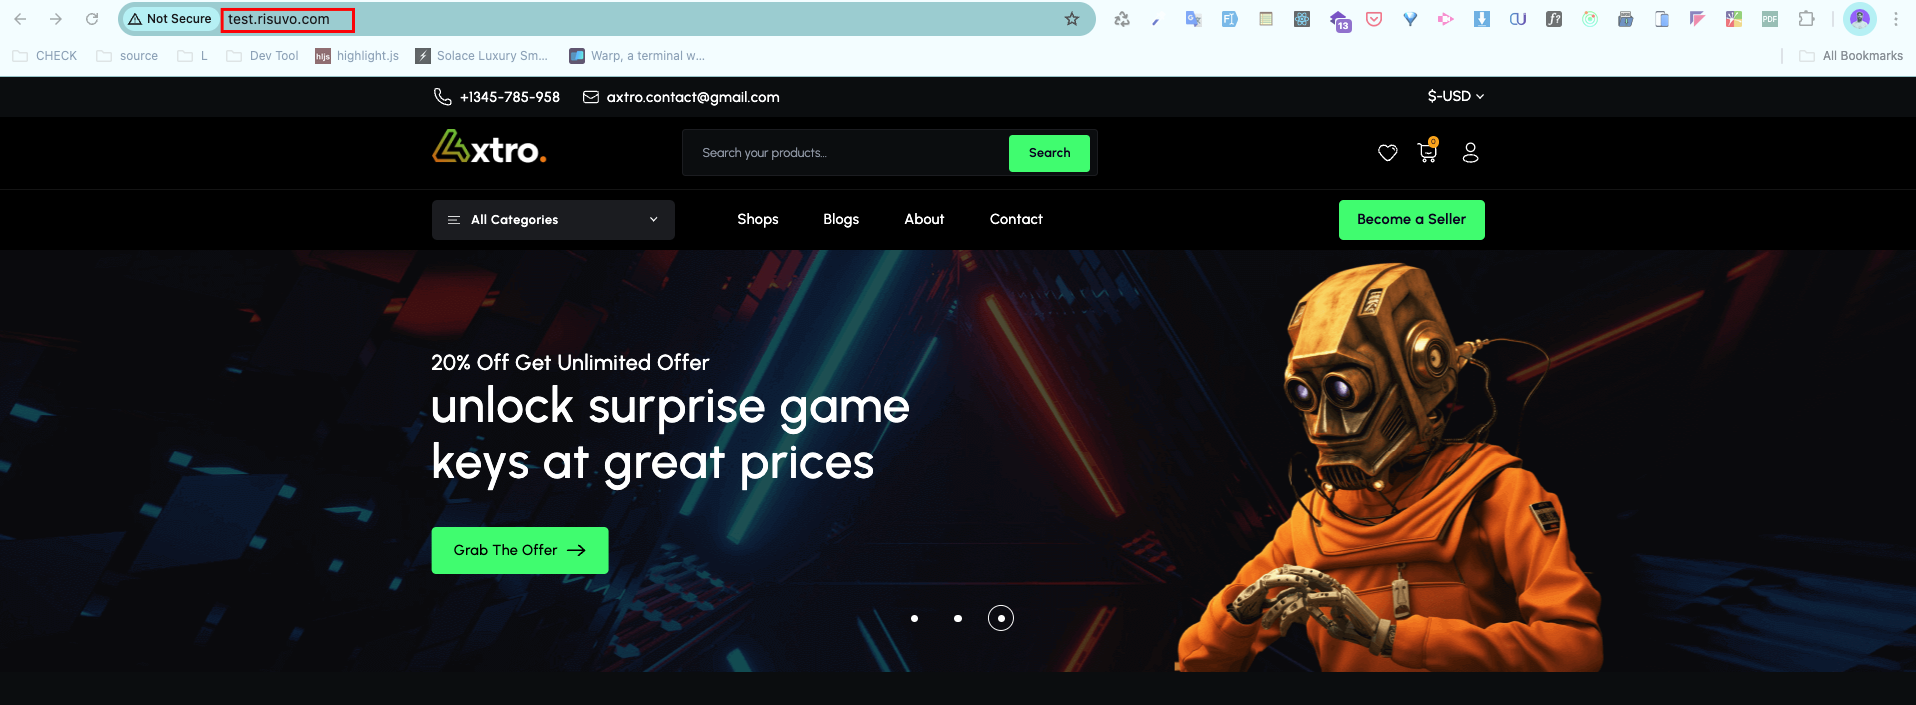 Not Secure test.risuvo.com
13
PDF
CHECK source L Dev Tool highlight.js Solace Luxury Sm... Warp, a terminal w... All Bookmarks
+1345-785-958 axtro.contact@gmail.com $-USD
Axtro.
Search your products... Search
0
All Categories Shops Blogs About Contact Become a Seller
20% Off Get Unlimited Offer
unlock surprise game
keys at great prices
Grab The Offer